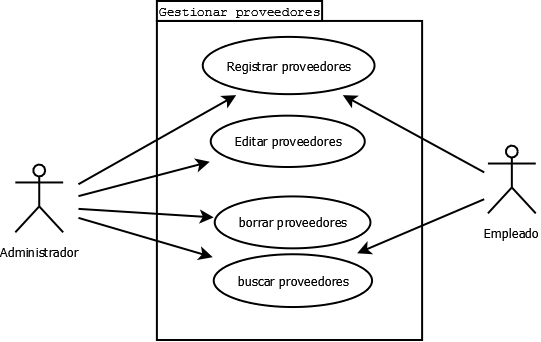 Gestionar proveedores
Registrar proveedores
Editar proveedores
borrar proveedores
buscar proveedores
Administrador
Empleado